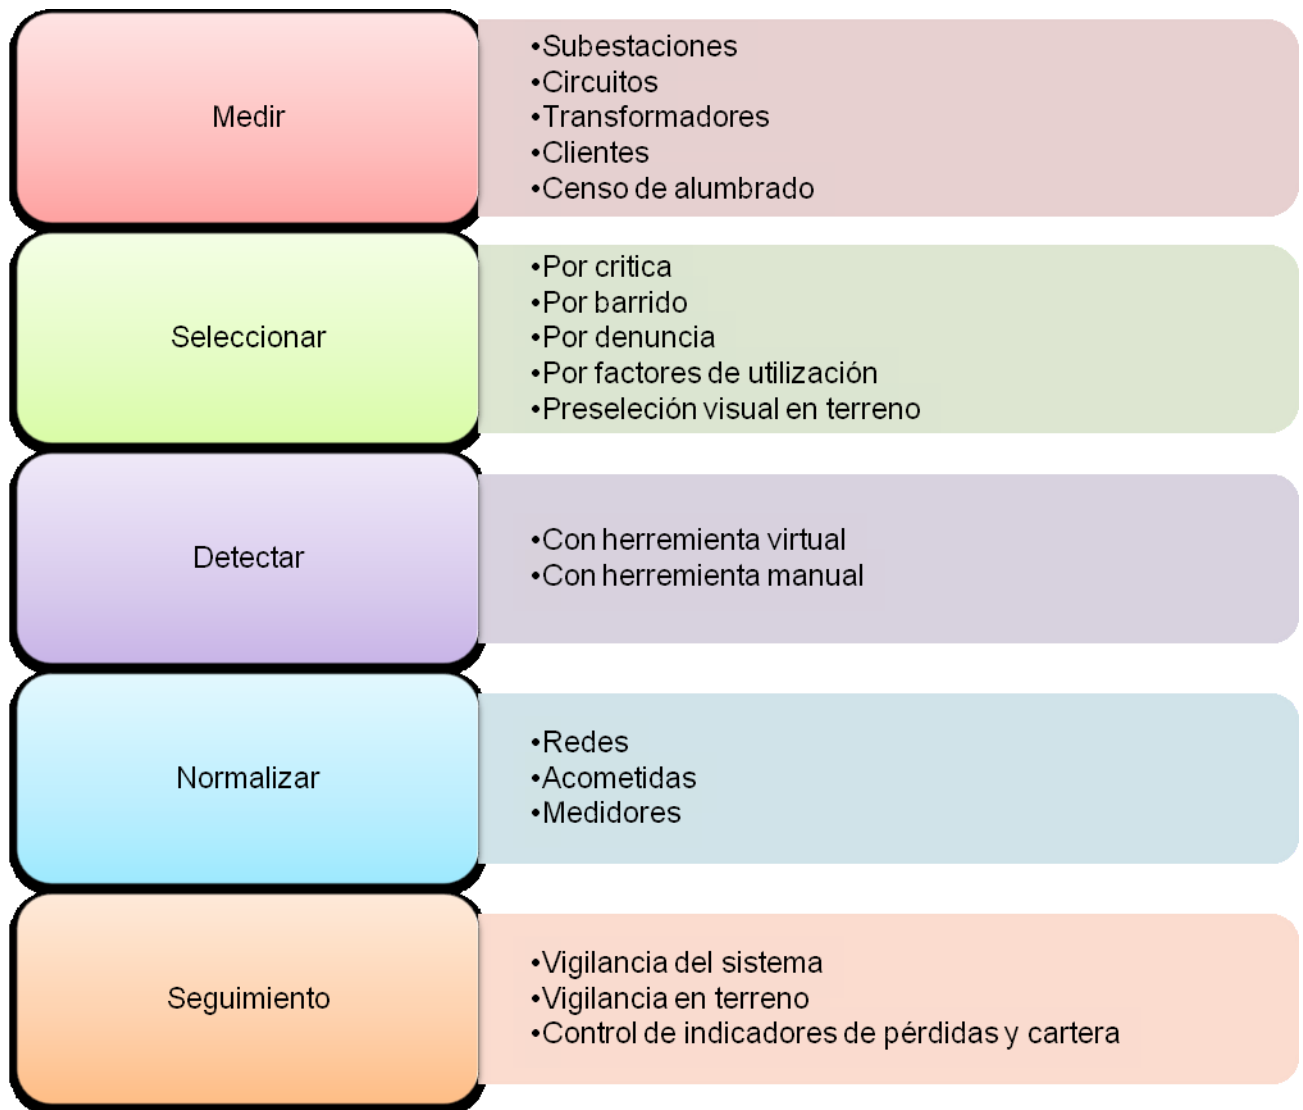 Medir
•Subestaciones
•Circuitos
•Transformadores
•Clientes
•Censo de alumbrado
Seleccionar
•Por critica
•Por barrido
•Por denuncia
•Por factores de utilización
•Preseleción visual en terreno
Detectar
•Con herremienta virtual
•Con herremienta manual
Normalizar
•Redes
•Acometidas
•Medidores
Seguimiento
•Vigilancia del sistema
•Vigilancia en terreno
•Control de indicadores de pérdidas y cartera